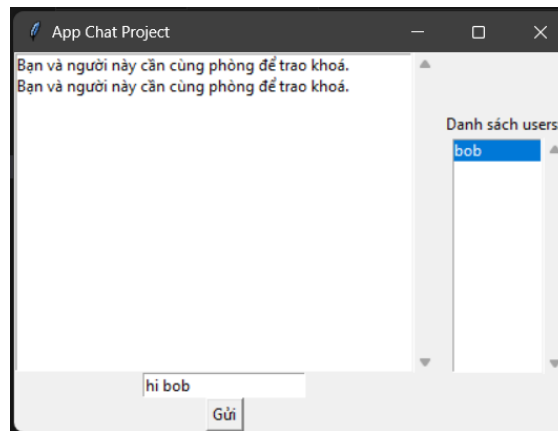 App Chat Project
Bạn và người này cần cùng phòng để trao khoá.
Bạn và người này cần cùng phòng để trao khoá.
Danh sách users
bob
hi bob
Gửi